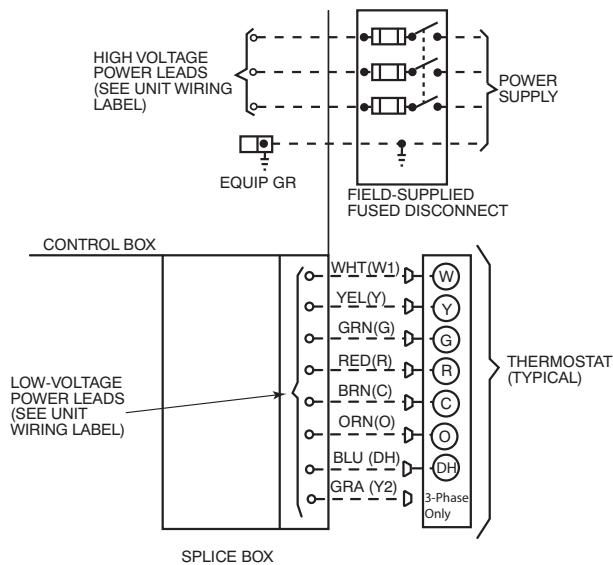 HIGH VOLTAGE
POWER LEADS
(SEE UNIT WIRING
LABEL)
POWER
SUPPLY
EQUIP GR
FIELD-SUPPLIED
FUSED DISCONNECT
CONTROL BOX
WHT(W1)
W
YEL(Y)
Y
GRN(G)
G
RED(R)
R
BRN(C)
C
ORN(O)
O
BLU (DH)
DH
GRA (Y2)
3-Phase
Only
THERMOSTAT
(TYPICAL)
LOW-VOLTAGE
POWER LEADS
(SEE UNIT
WIRING LABEL)
SPLICE BOX